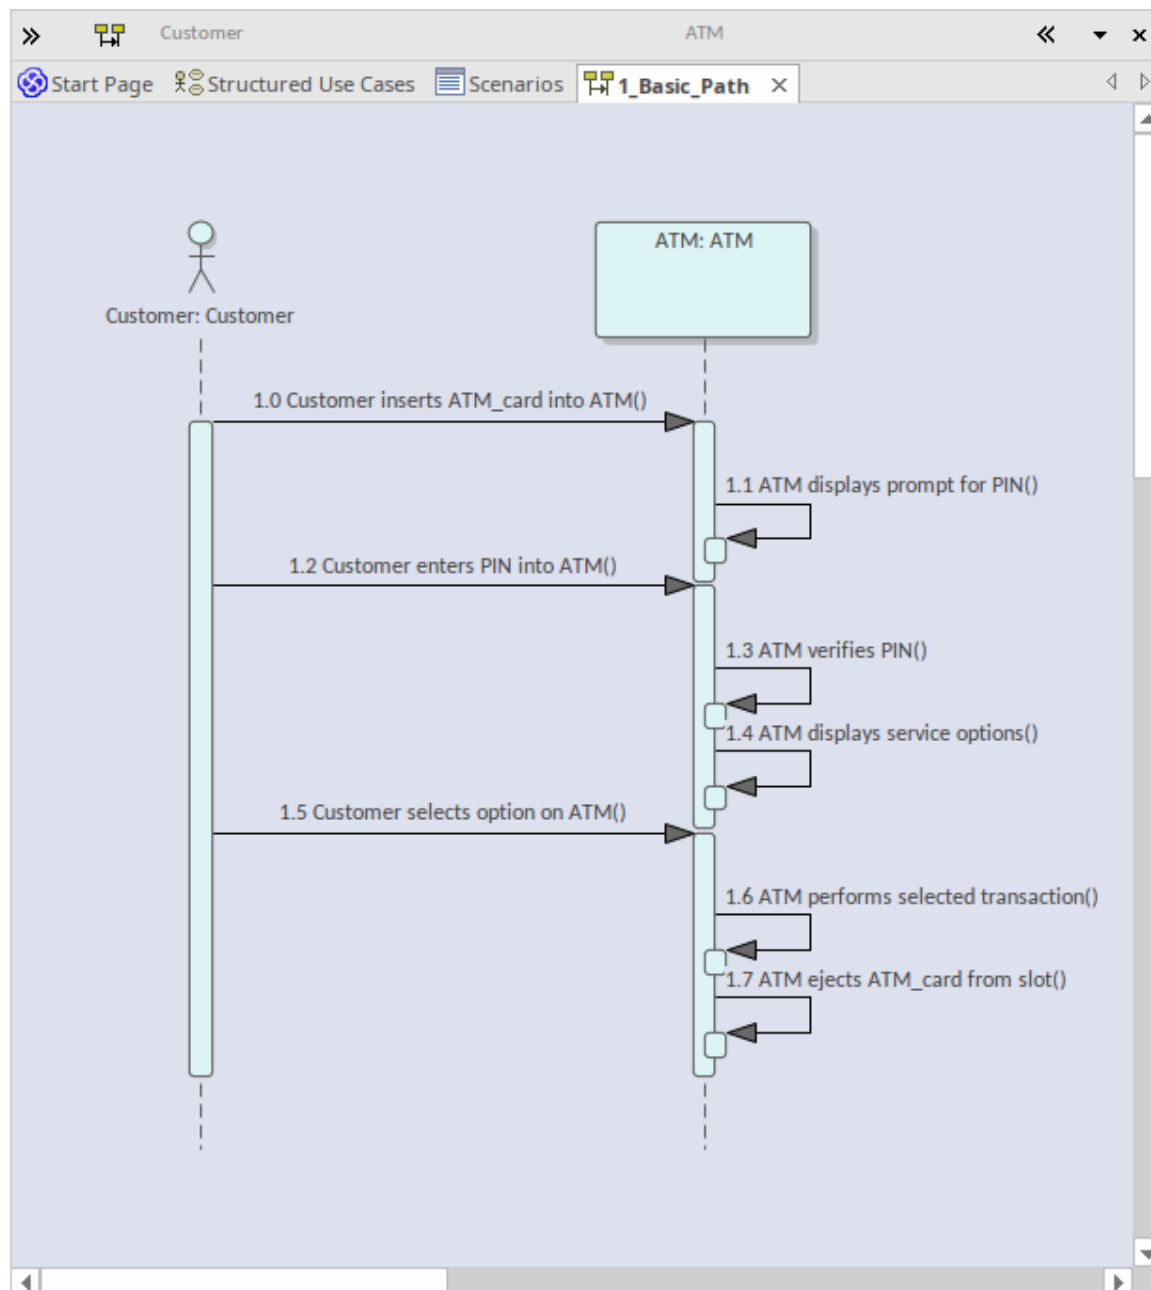 Customer ATM
Start Page Structured Use Cases Scenarios 1_Basic_Path
ATM: ATM
Customer: Customer
1.0 Customer inserts ATM_card into ATM()
1.1 ATM displays prompt for PIN()
1.2 Customer enters PIN into ATM()
1.3 ATM verifies PIN()
1.4 ATM displays service options()
1.5 Customer selects option on ATM()
1.6 ATM performs selected transaction()
1.7 ATM ejects ATM_card from slot()